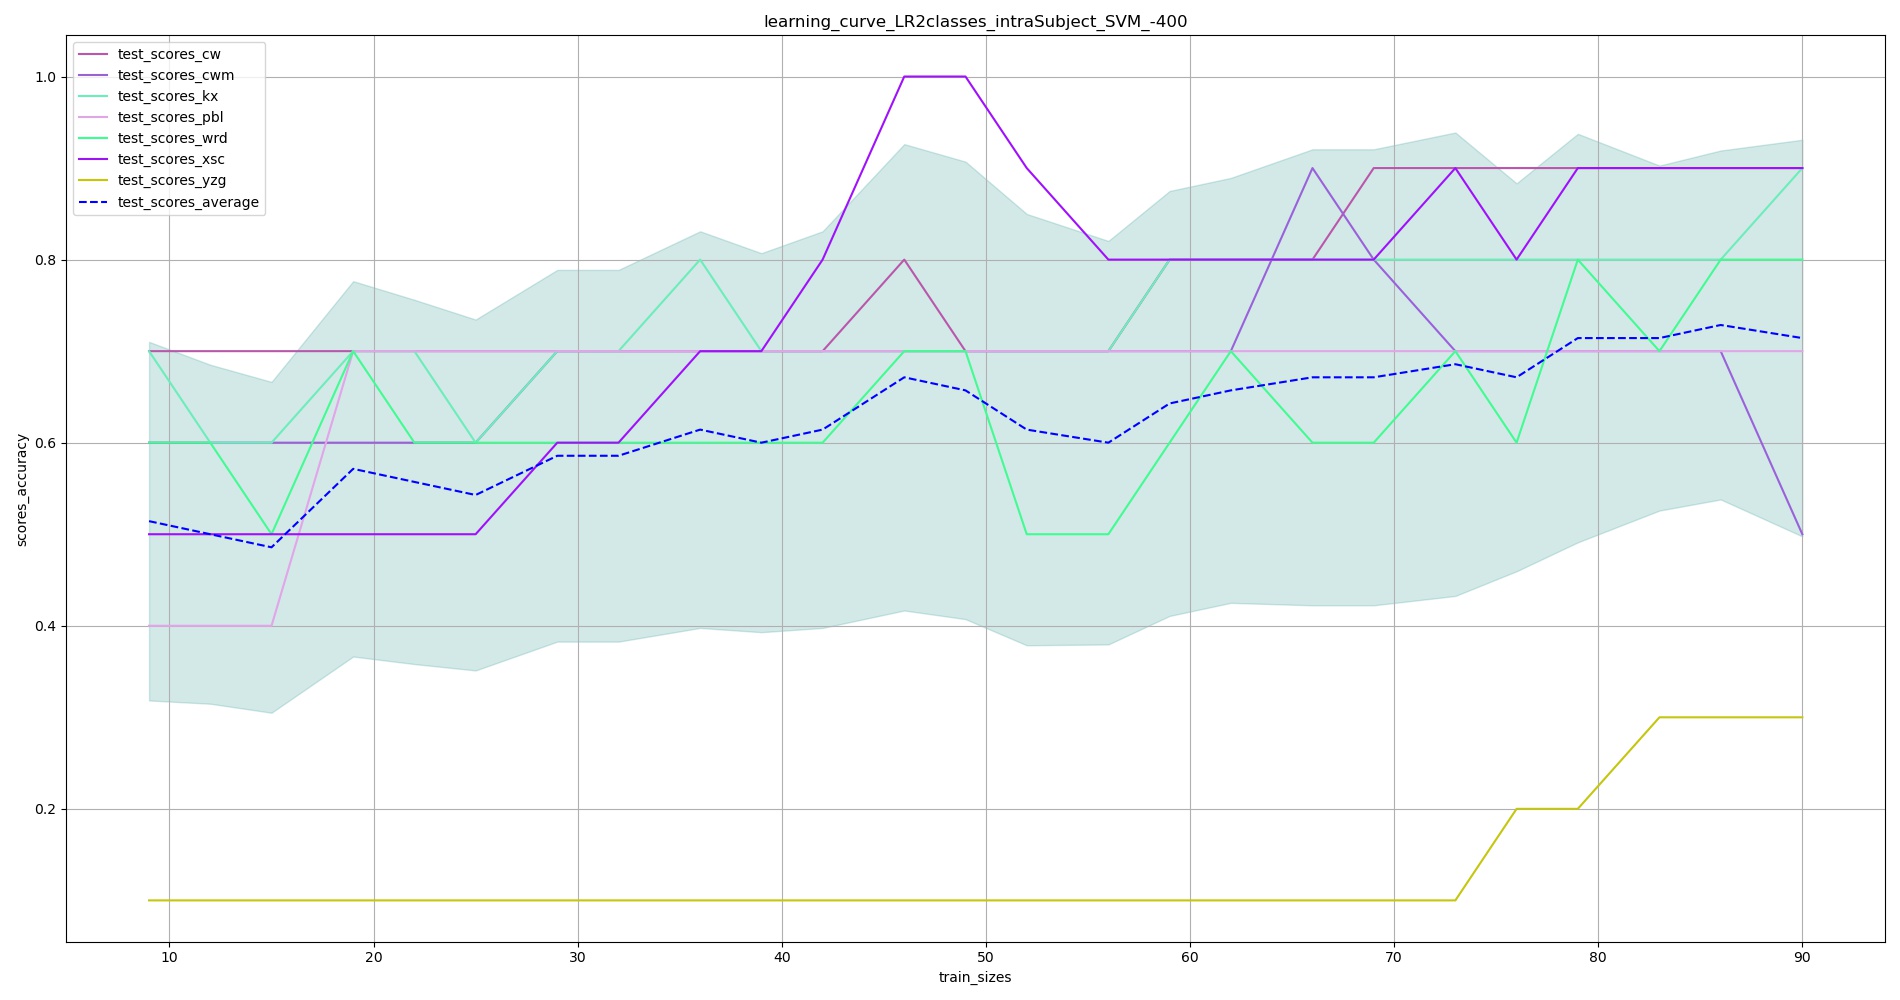 learning_curve_LR2classes_intraSubject_SVM_-400
test_scores_cw
test_scores_cwm
test_scores_kx
test_scores_pbl
test_scores_wrd
test_scores_xsc
test_scores_yzg
test_scores_average
scores_accuracy
1.0
0.8
0.6
0.4
0.2
10 20 30 40 50 60 70 80 90
train_sizes